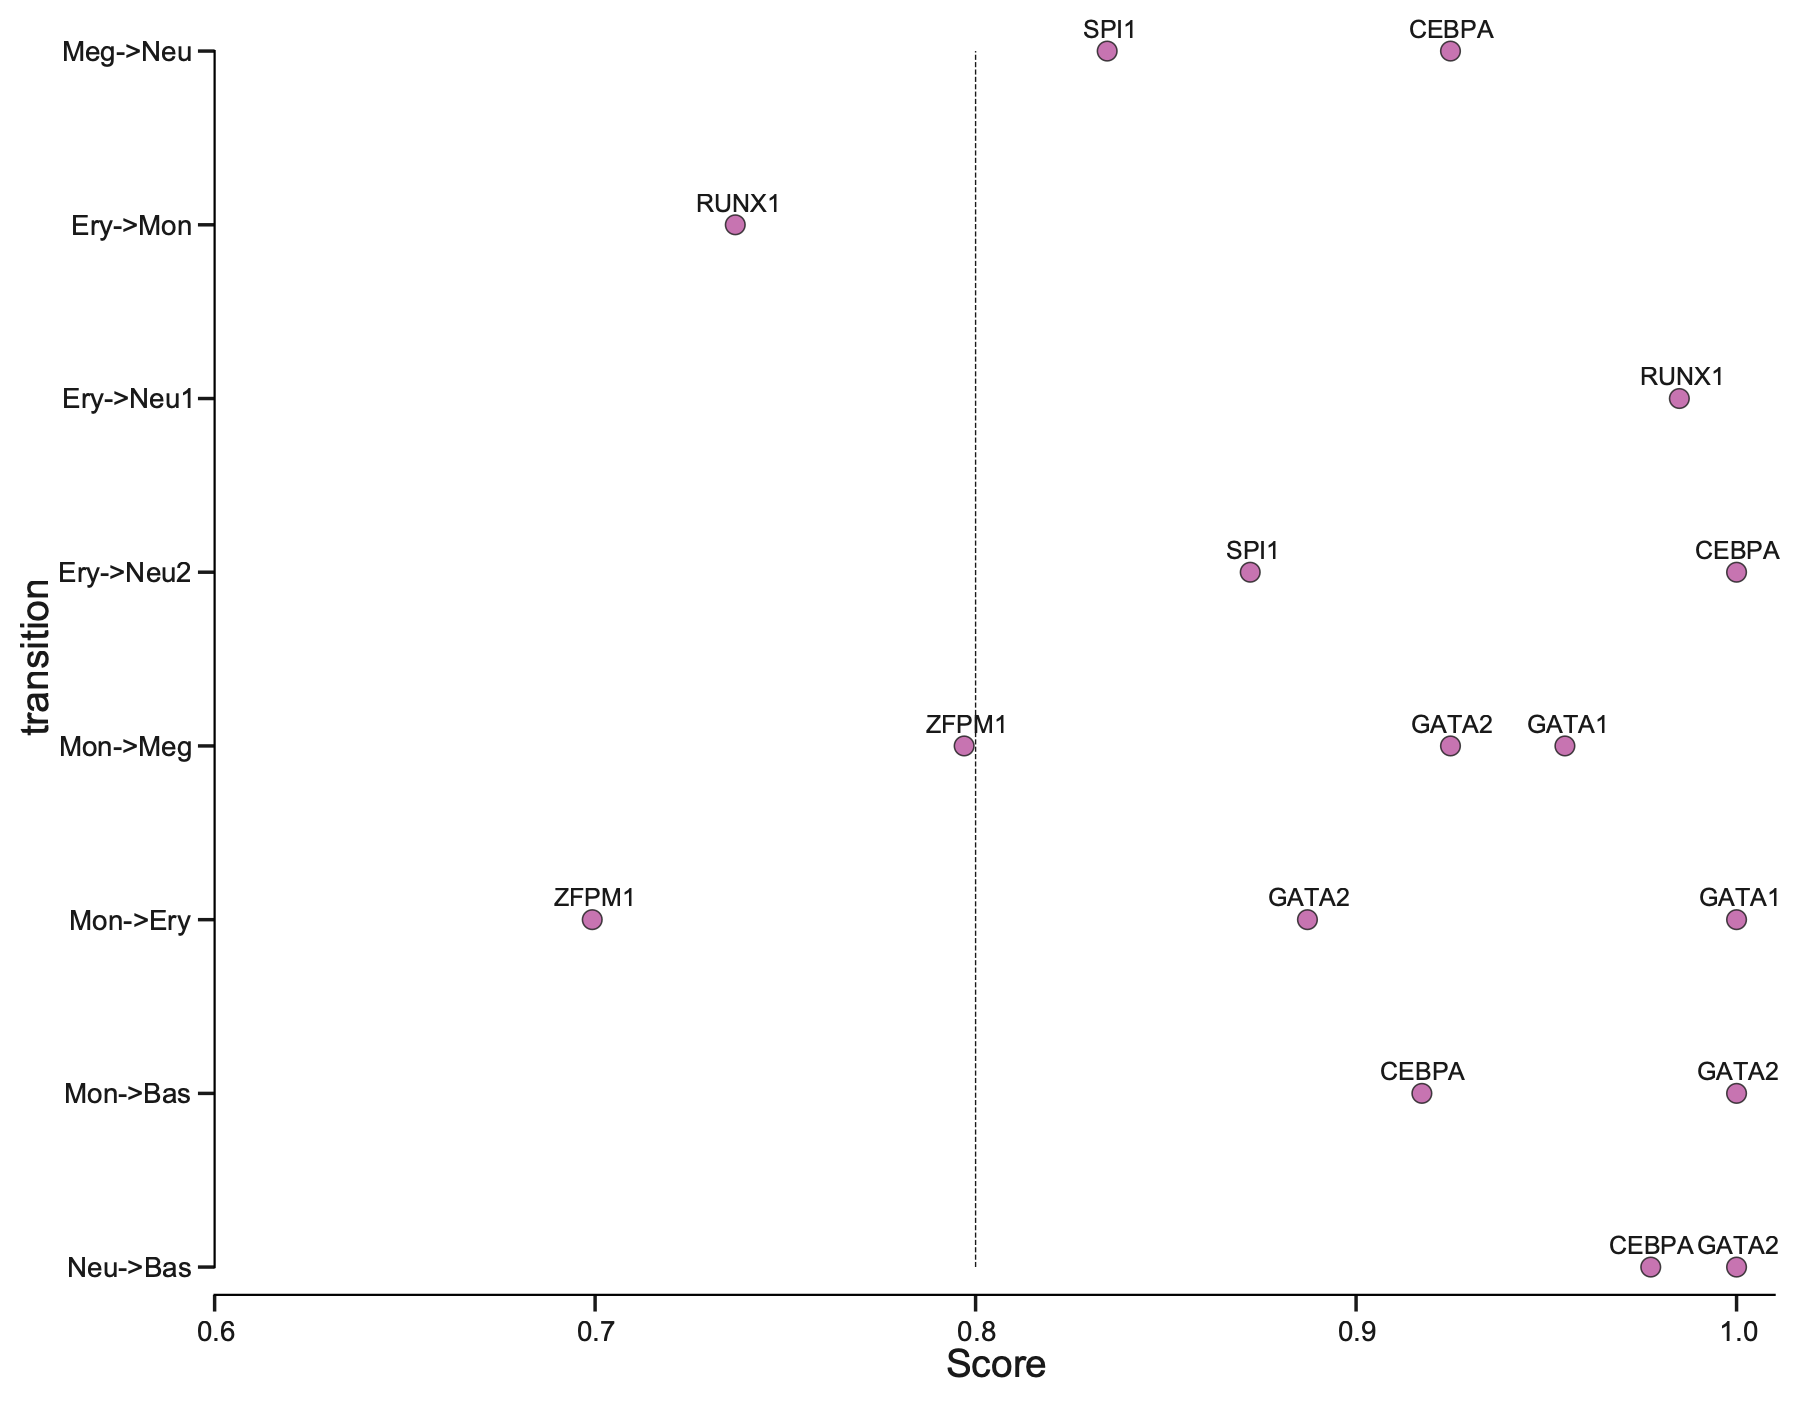 SPI1 CEBPA
Meg->Neu
RUNX1
Ery->Mon
RUNX1
Ery->Neu1
SPI1 CEBPA
Ery->Neu2
transition
ZFPM1 GATA2 GATA1
Mon->Meg
ZFPM1 GATA2 GATA1
Mon->Ery
CEBPA GATA2
Mon->Bas
CEBPA GATA2
Neu->Bas
0.6 0.7 0.8 0.9 1.0
Score